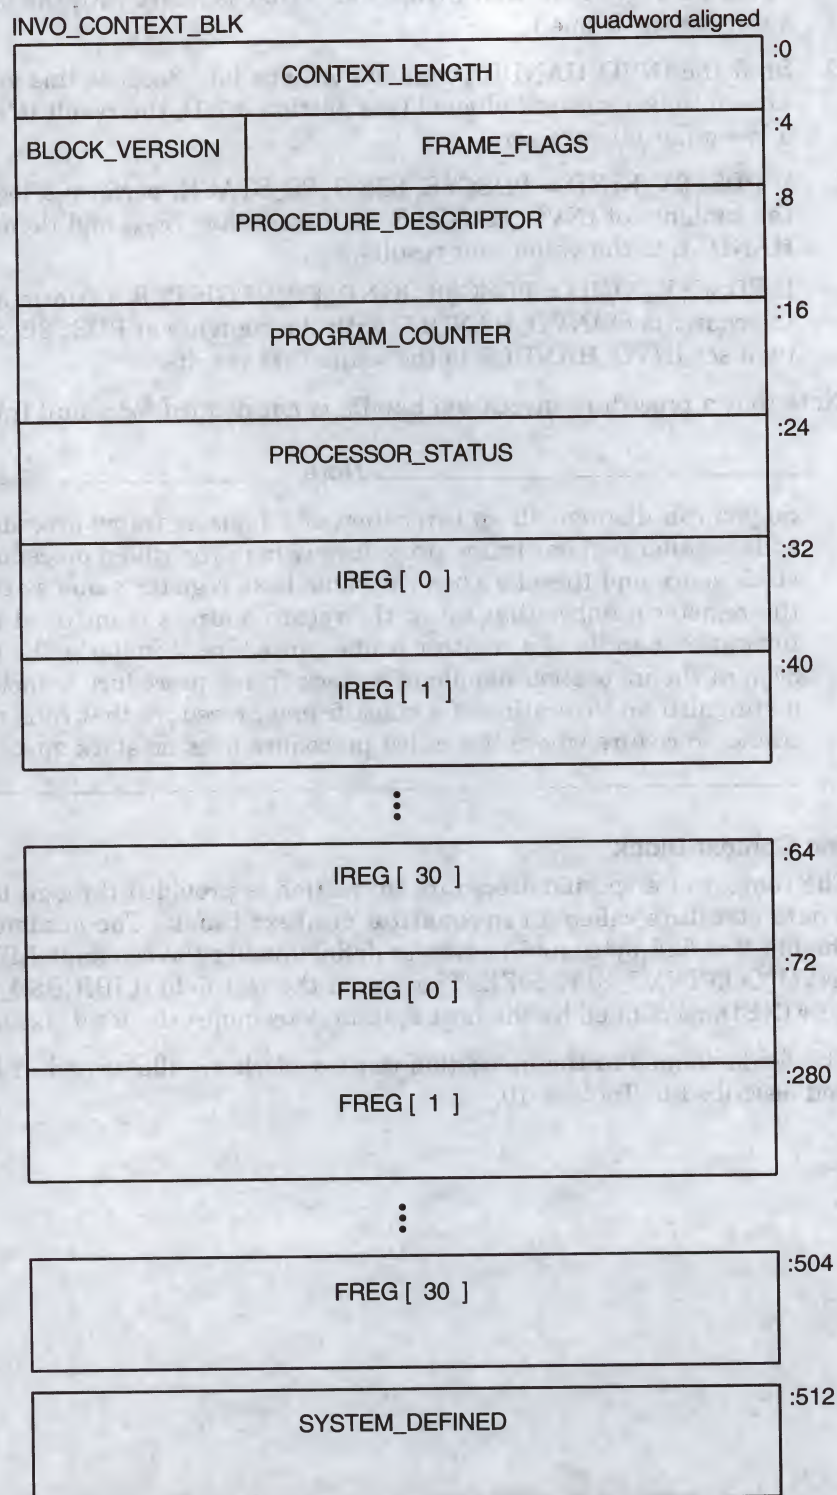 INVO_CONTEXT_BLK quadword aligned
CONTEXT_LENGTH :0
BLOCK_VERSION FRAME_FLAGS :4
PROCEDURE_DESCRIPTOR :8
PROGRAM_COUNTER :16
PROCESSOR_STATUS :24
IREG [ 0 ] :32
IREG [ 1 ] :40
IREG [ 30 ] :64
FREG [ 0 ] :72
FREG [ 1 ] :280
FREG [ 30 ] :504
SYSTEM_DEFINED :512